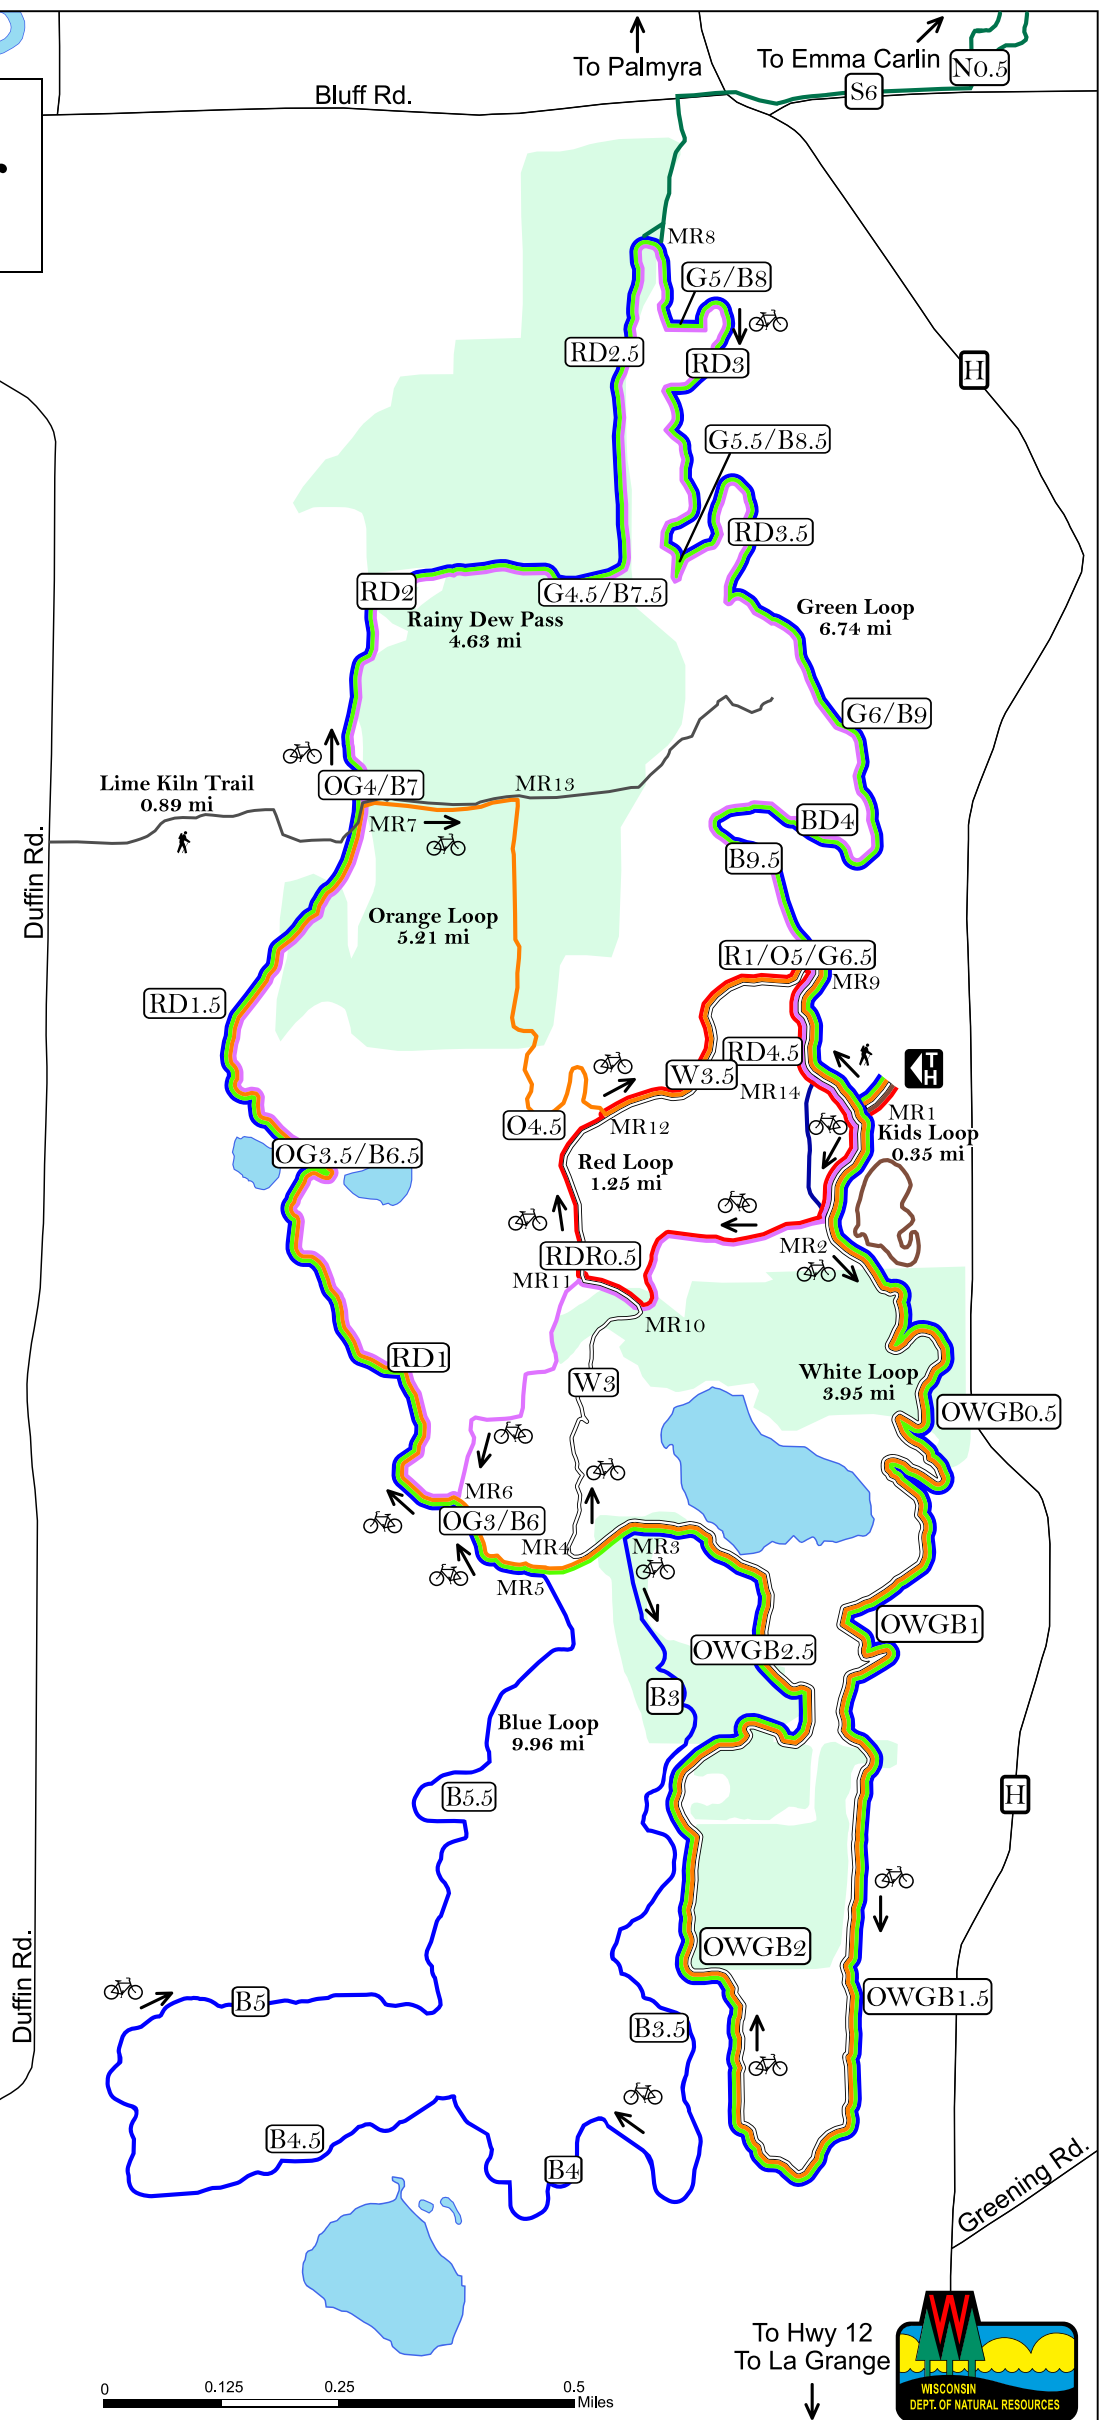 To Palmyra
To Emma Carlin
N0.5
S6
Bluff Rd.
MR8
G5/B8
RD2.5
RD3
H
G5.5/B8.5
RD3.5
RD2
G4.5/B7.5
Rainy Dew Pass
4.63 mi
Green Loop
6.74 mi
G6/B9
Lime Kiln Trail
0.89 mi
OG4/B7
MR13
MR7
BD4
B9.5
Duffin Rd.
Orange Loop
5.21 mi
R1/O5/G6.5
MR9
RD1.5
RD4.5
W3.5
MR14
T
H
MR1
O4.5
MR12
Kids Loop
0.35 mi
OG3.5/B6.5
Red Loop
1.25 mi
RDR0.5
MR2
MR11
MR10
RD1
W3
White Loop
3.95 mi
OWGB0.5
MR6
OG3/B6
MR4
MR3
MR5
OWGB1
OWGB2.5
B3
Blue Loop
9.96 mi
B5.5
H
OWGB2
Duffin Rd.
B5
OWGB1.5
B3.5
B4.5
B4
Greening Rd.
To Hwy 12
To La Grange
W
WISCONSIN
DEPT. OF NATURAL RESOURCES
0 0.125 0.25 0.5
Miles